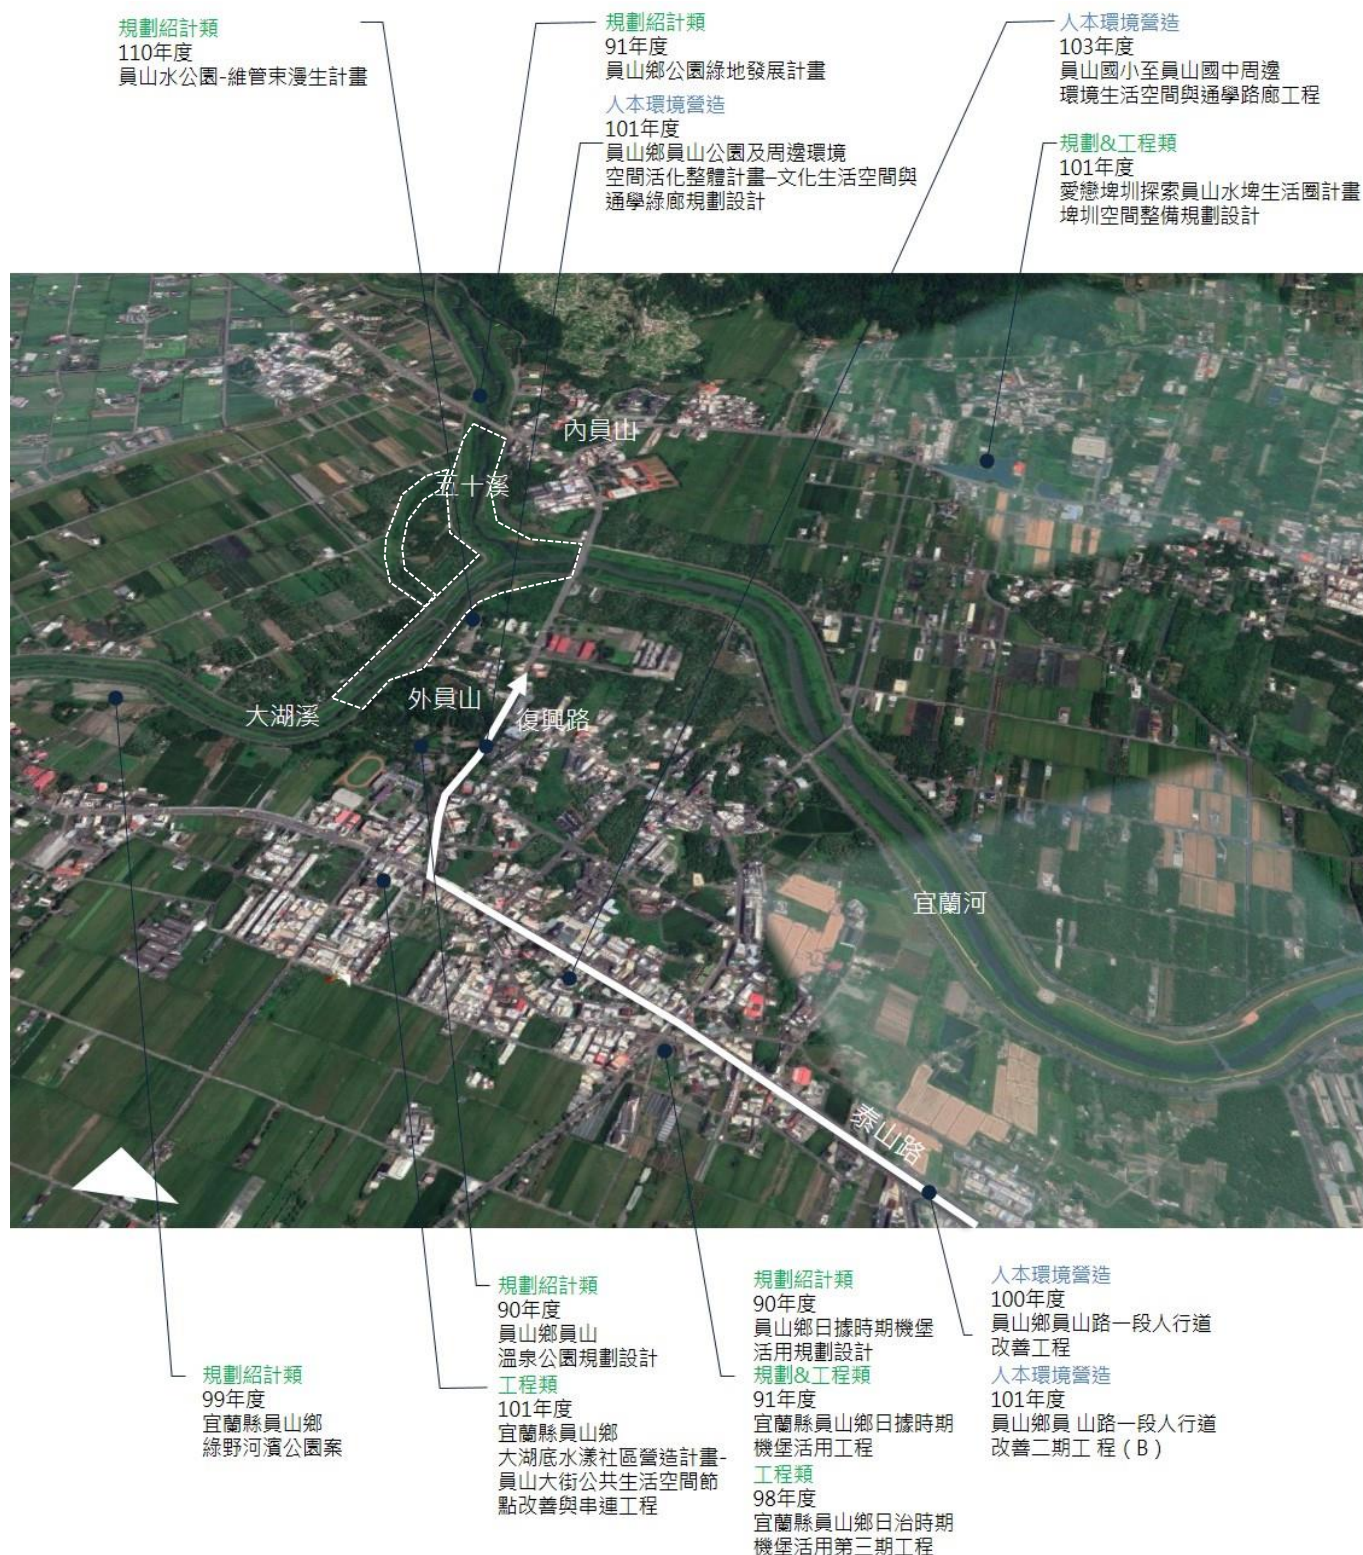 規劃紹計類
110年度
員山水公園-維管束漫生計畫
規劃紹計類
91年度
員山鄉公園綠地發展計畫
人本環境營造
101年度
員山鄉員山公園及周邊環境
空間活化整體計畫–文化生活空間與
通學綠廊規劃設計
人本環境營造
103年度
員山國小至員山國中周邊
環境生活空間與通學路廊工程
規劃&工程類
101年度
愛戀埤圳探索員山水埤生活圈計畫
埤圳空間整備規劃設計
內員山
五十溪
外員山
大湖溪
復興路
宜蘭河
泰山路
規劃紹計類
99年度
宜蘭縣員山鄉
綠野河濱公園案
規劃紹計類
90年度
員山鄉員山
溫泉公園規劃設計
工程類
101年度
宜蘭縣員山鄉
大湖底水漾社區營造計畫-
員山大街公共生活空間節
點改善與串連工程
規劃紹計類
90年度
員山鄉日據時期機堡
活用規劃設計
規劃&工程類
91年度
宜蘭縣員山鄉日據時期
機堡活用工程
工程類
98年度
宜蘭縣員山鄉日治時期
機堡活用第三期工程
人本環境營造
100年度
員山鄉員山路一段人行道
改善工程
人本環境營造
101年度
員山鄉員 山路一段人行道
改善二期工 程 ( B )